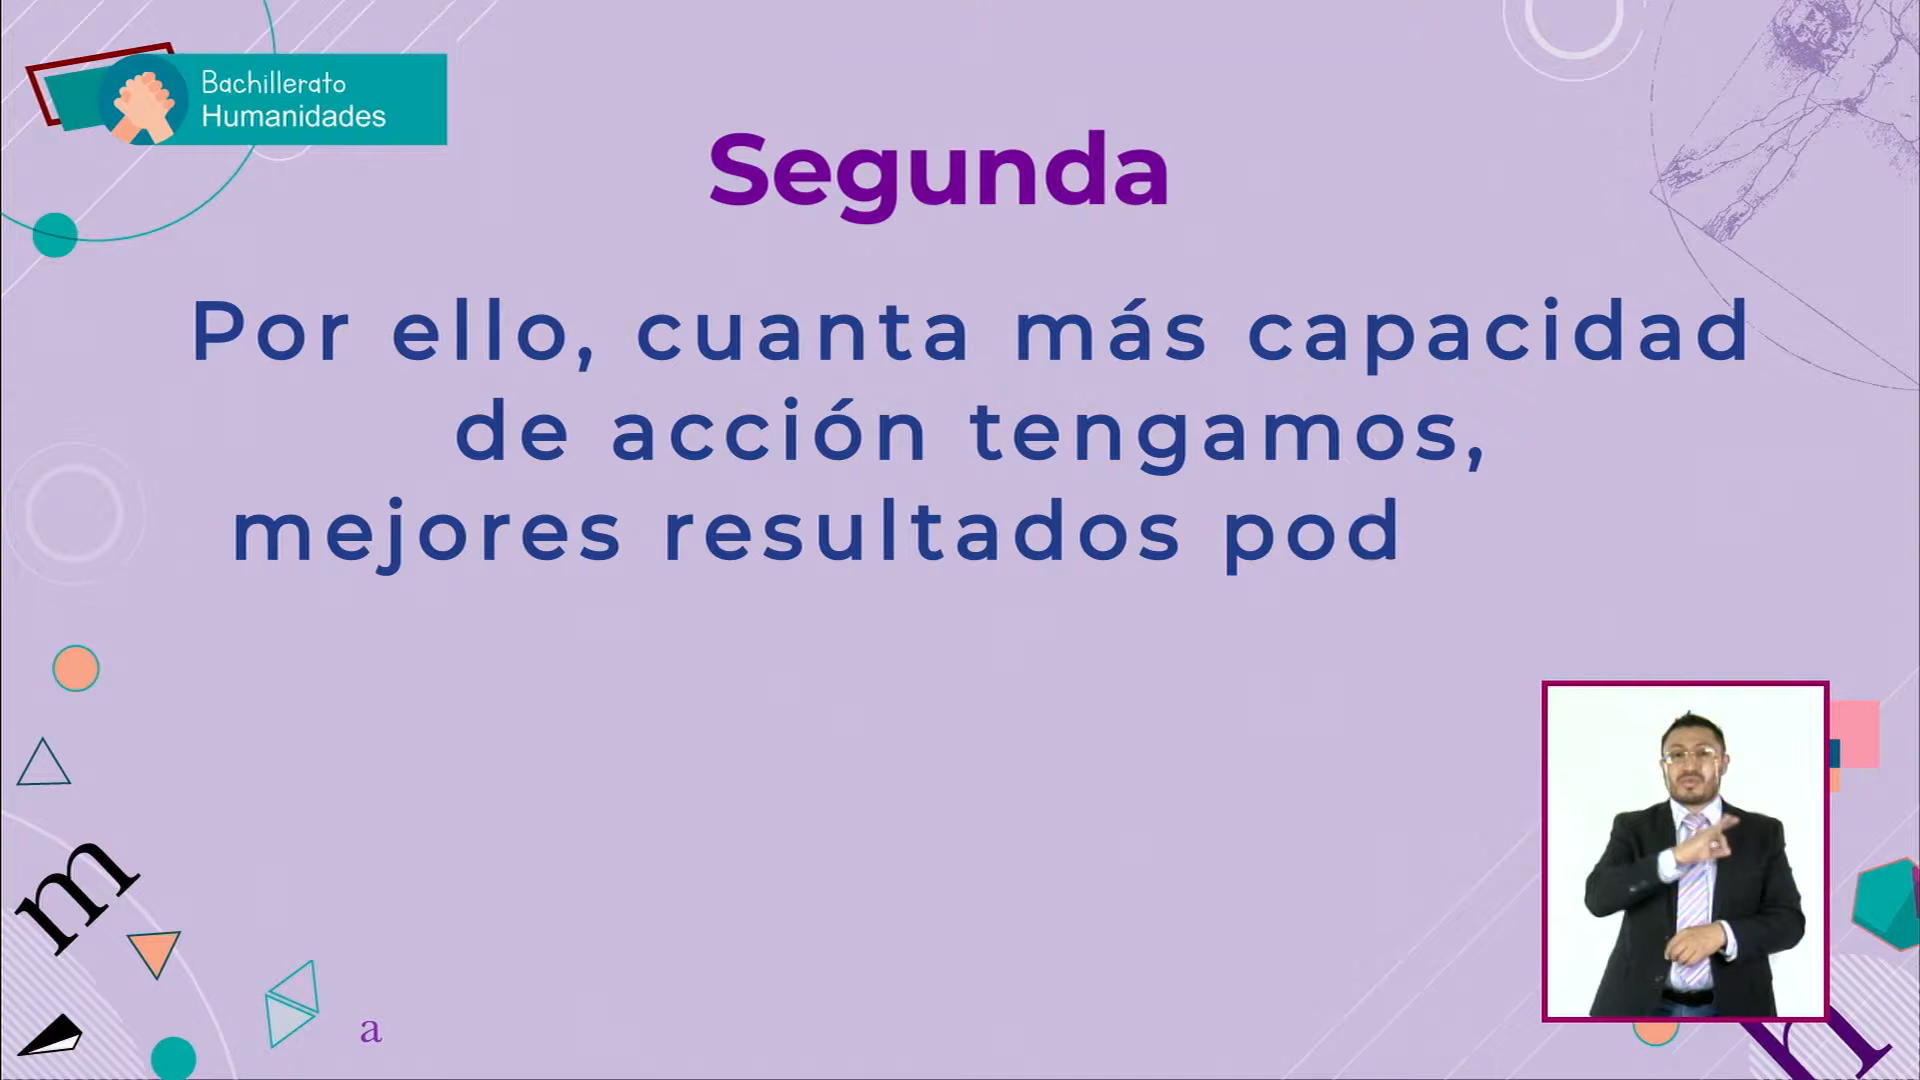 Bachillerato
Humanidades
Segunda
Por ello, cuanta más capacidad
de acción tengamos,
mejores resultados pod
m
a
n